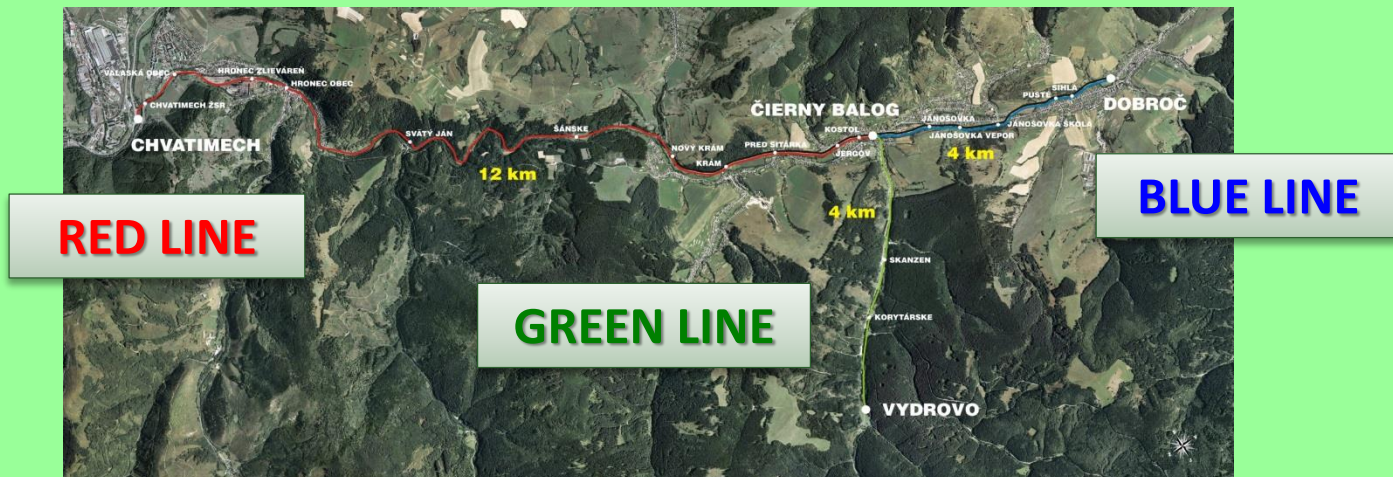 VALASKÁ OBEC
HRONEC ZLIEVÁREŇ
HRONEC OBEC
CHVATIMECH ŽSR
CHVATIMECH
SVÄTÝ JÁN
ŠÁNSKE
12 km
NOVÝ KRÁM
KRÁM
PRED ŠITÁRKA
JERGOV
KOSTOL
ČIERNY BALOG
JÁNOŠOVKA
JÁNOŠOVKA VEPOR
JÁNOŠOVKA ŠKOLA
PUSTÉ
SIHLA
DOBROČ
4 km
4 km
SKANZEN
KORYTÁRSKE
VYDROVO
RED LINE
GREEN LINE
BLUE LINE